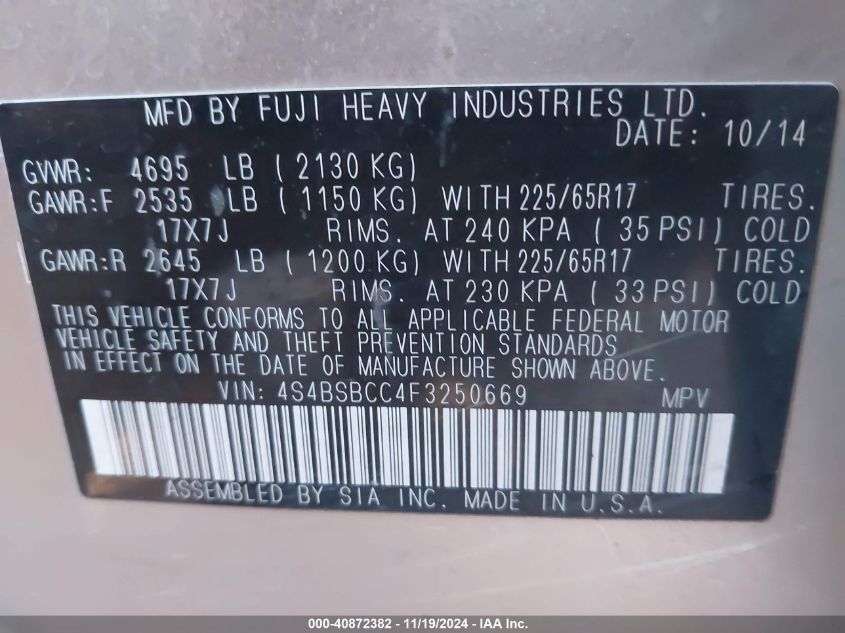 MFD BY FUJI HEAVY INDUSTRIES LTD.
DATE: 10/14
GVWR: 4695 LB ( 2130 KG)
GAWR:F 2535 LB ( 1150 KG) WITH 225/65R17 TIRES.
17X7J RIMS. AT 240 KPA ( 35 PSI) COLD
GAWR:R 2645 LB ( 1200 KG) WITH 225/65R17 TIRES.
17X7J RIMS. AT 230 KPA ( 33 PSI) COLD
THIS VEHICLE CONFORMS TO ALL APPLICABLE FEDERAL MOTOR
VEHICLE SAFETY AND THEFT PREVENTION STANDARDS
IN EFFECT ON THE DATE OF MANUFACTURE SHOWN ABOVE.
VIN: 4S4BSBCC4F3250669 MPV
ASSEMBLED BY SIA INC. MADE IN U.S.A.
000-40872382 - 11/19/2024 - IAA Inc.